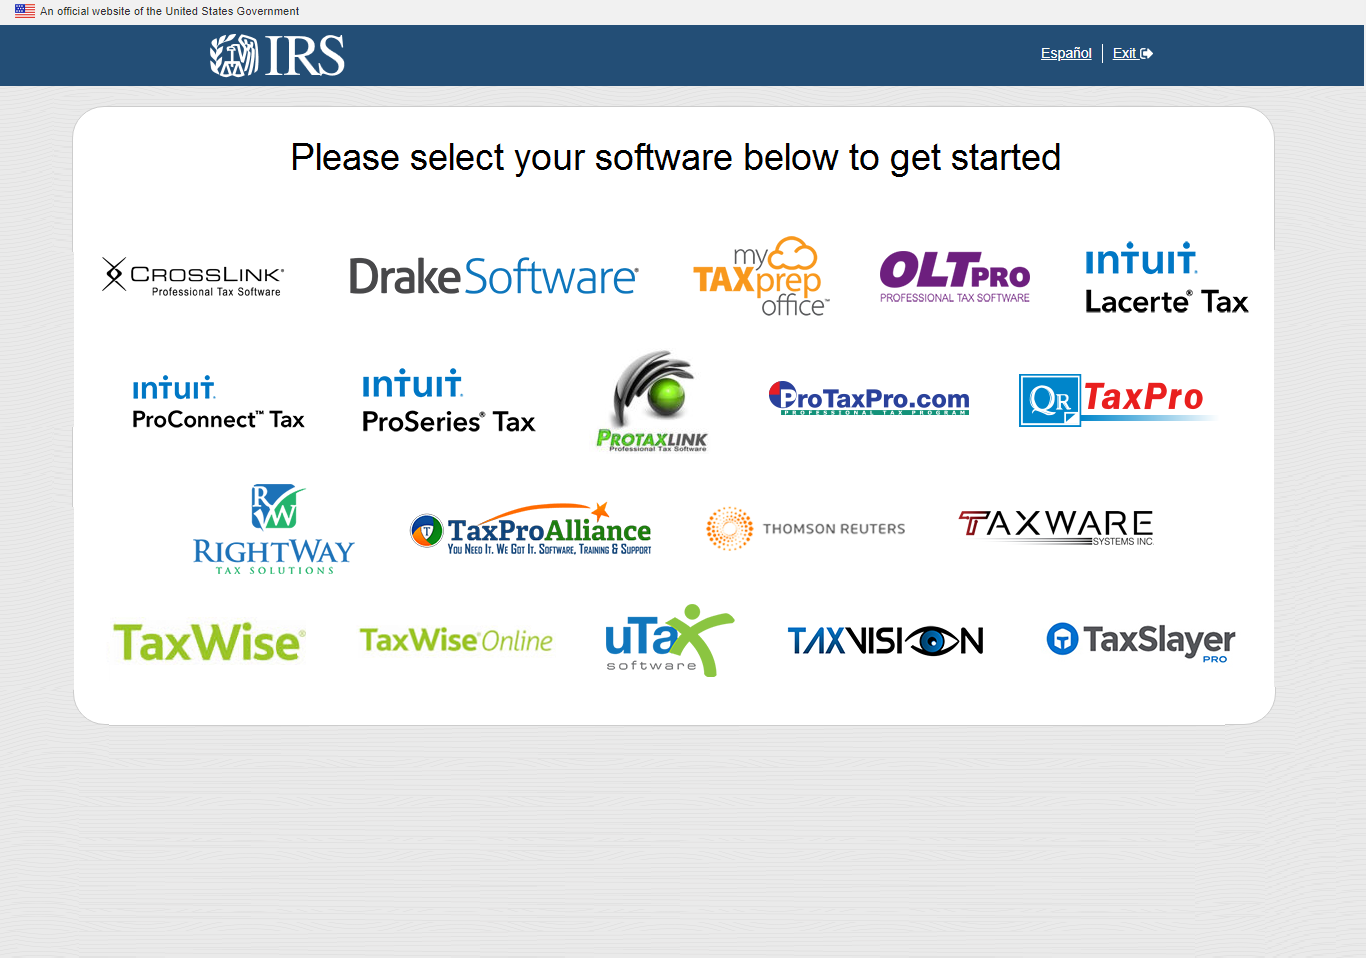 An official website of the United States Government
IRS
Español
Exit
Please select your software below to get started
CROSSLINK®
Professional Tax Software
DrakeSoftware®
my
TAXprep
office™
OLTPRO
PROFESSIONAL TAX SOFTWARE
INTUIT.
Lacerte® Tax
INTUIT.
ProConnect™ Tax
INTUIT.
ProSeries® Tax
PROTAXLINK
Professional Tax Software
ProTaxPro.com
PROFESSIONAL TAX PROGRAM
QR TaxPro
RW
RIGHTWAY
TAX SOLUTIONS
T TaxProAlliance
YOU NEED IT. WE GOT IT. SOFTWARE, TRAINING & SUPPORT
THOMSON REUTERS
TAXWARE
SYSTEMS INC.
TaxWise®
TaxWise® Online
uTax
software
TAXVISION
T TaxSlayer
PRO